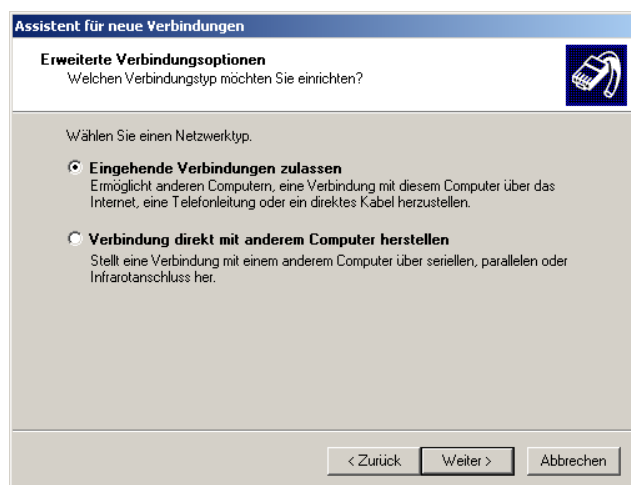 Assistent für neue Verbindungen
Erweiterte Verbindungsoptionen
Welchen Verbindungstyp möchten Sie einrichten?
Wählen Sie einen Netzwerktyp.
Eingehende Verbindungen zulassen
Ermöglicht anderen Computern, eine Verbindung mit diesem Computer über das
Internet, eine Telefonleitung oder ein direktes Kabel herzustellen.
Verbindung direkt mit anderem Computer herstellen
Stellt eine Verbindung mit einem anderem Computer über seriellen, parallelen oder
Infrarotanschluss her.
< Zurück Weiter > Abbrechen